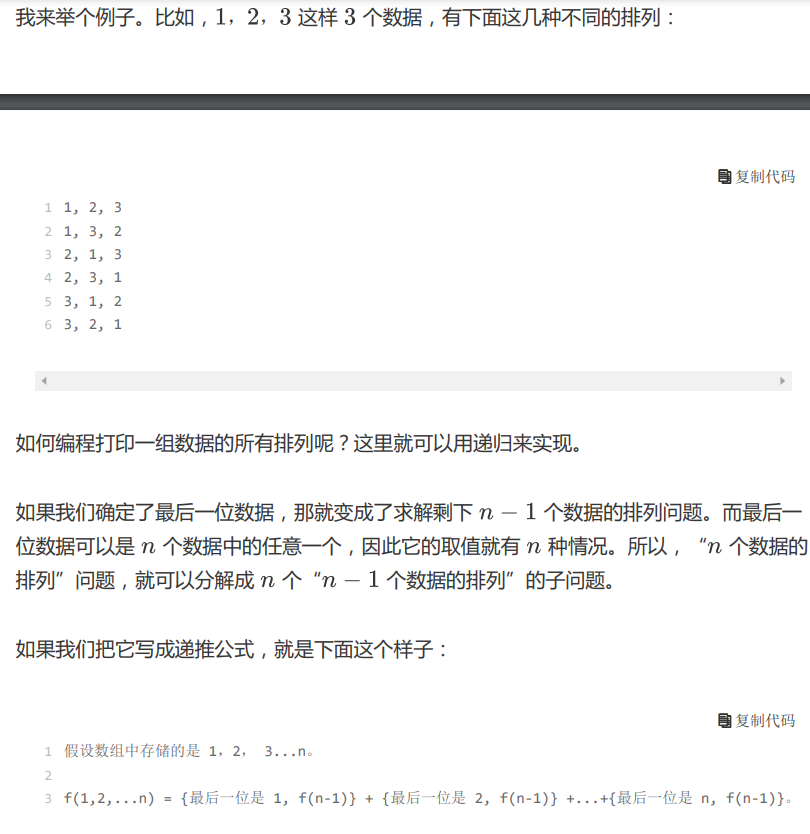 我来举个例子。比如，1，2，3 这样 3 个数据，有下面这几种不同的排列：
复制代码
1 1, 2, 3
2 1, 3, 2
3 2, 1, 3
4 2, 3, 1
5 3, 1, 2
6 3, 2, 1
如何编程打印一组数据的所有排列呢？这里就可以用递归来实现。
如果我们确定了最后一位数据，那就变成了求解剩下 n − 1 个数据的排列问题。而最后一
位数据可以是 n 个数据中的任意一个，因此它的取值就有 n 种情况。所以，“n 个数据的
排列”问题，就可以分解成 n 个“n − 1 个数据的排列”的子问题。
如果我们把它写成递推公式，就是下面这个样子：
复制代码
1 假设数组中存储的是 1，2， 3...n。
2
3 f(1,2,...n) = {最后一位是 1, f(n-1)} + {最后一位是 2, f(n-1)} +...+{最后一位是 n, f(n-1)}。